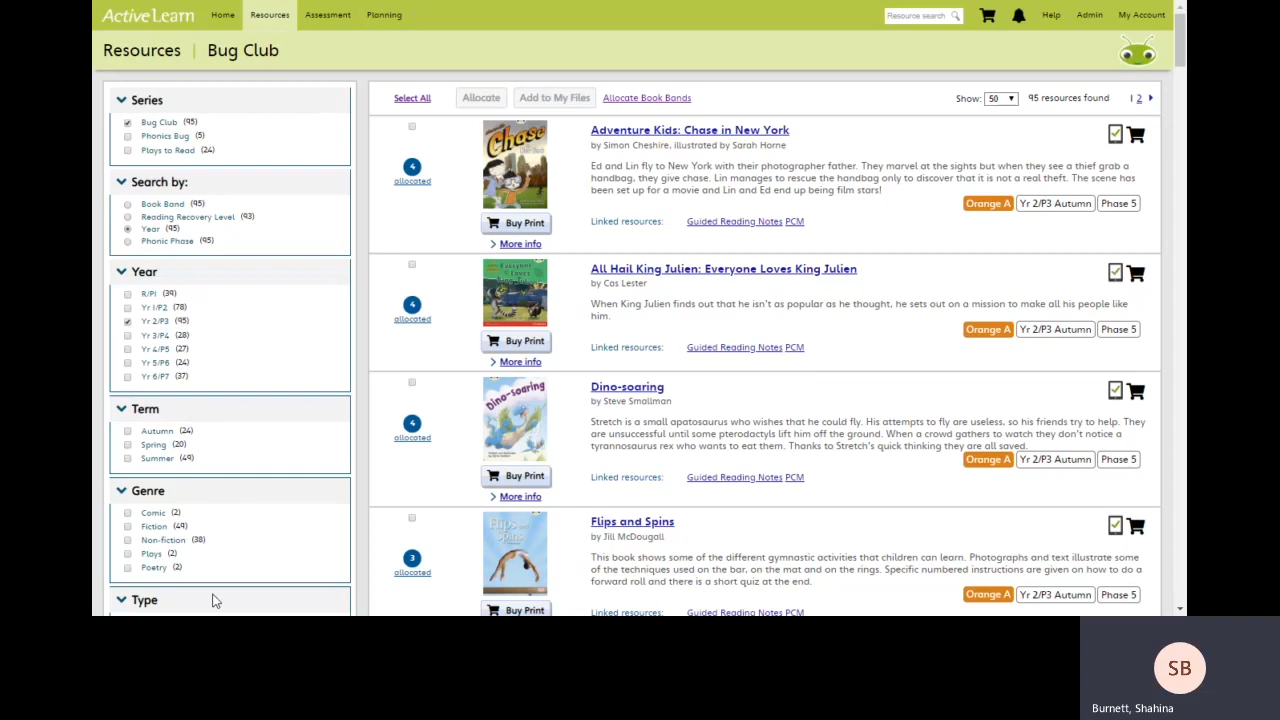 ActiveLearn Home Resources Assessment Planning Resource search Help Admin My Account
Resources | Bug Club
Series
Bug Club (95)
Phonics Bug (5)
Plays to Read (24)
Search by:
Book Band (95)
Reading Recovery Level (93)
Year (95)
Phonic Phase (95)
Year
R/P1 (39)
Yr 1/P2 (78)
Yr 2/P3 (95)
Yr 3/P4 (28)
Yr 4/P5 (27)
Yr 5/P6 (24)
Yr 6/P7 (37)
Term
Autumn (24)
Spring (20)
Summer (49)
Genre
Comic (2)
Fiction (49)
Non-fiction (38)
Plays (2)
Poetry (2)
Type
Select All Allocate Add to My Files Allocate Book Bands Show: 50 95 resources found 1 2
4
allocated
Chase
Buy Print
More info
Adventure Kids: Chase in New York
by Simon Cheshire, illustrated by Sarah Horne
Ed and Lin fly to New York with their photographer father. They marvel at the sights but when they see a thief grab a
handbag, they give chase. Lin manages to rescue the handbag only to discover that it is not a real theft. The scene has
been set up for a movie and Lin and Ed end up being film stars!
Orange A Yr 2/P3 Autumn Phase 5
Linked resources: Guided Reading Notes PCM
4
allocated
Everyone
Loves
King Julien
Buy Print
More info
All Hail King Julien: Everyone Loves King Julien
by Cas Lester
When King Julien finds out that he isn't as popular as he thought, he sets out on a mission to make all his people like
him.
Orange A Yr 2/P3 Autumn Phase 5
Linked resources: Guided Reading Notes PCM
4
allocated
Dino-soaring
Buy Print
More info
Dino-soaring
by Steve Smallman
Stretch is a small apatosaurus who wishes that he could fly. His attempts to fly are useless, so his friends try to help. They
are unsuccessful until some pterodactyls lift him off the ground. When a crowd gathers to watch they don't notice a
tyrannosaurus rex who wants to eat them. Thanks to Stretch's quick thinking they are all saved.
Orange A Yr 2/P3 Autumn Phase 5
Linked resources: Guided Reading Notes PCM
3
allocated
Flips and
Spins
Buy Print
Flips and Spins
by Jill McDougall
This book shows some of the different gymnastic activities that children can learn. Photographs and text illustrate some
of the techniques used on the bar, on the mat and on the rings. Specific numbered instructions are given on how to do a
forward roll and there is a short quiz at the end.
Orange A Yr 2/P3 Autumn Phase 5
Linked resources: Guided Reading Notes PCM
SB
Burnett, Shahina